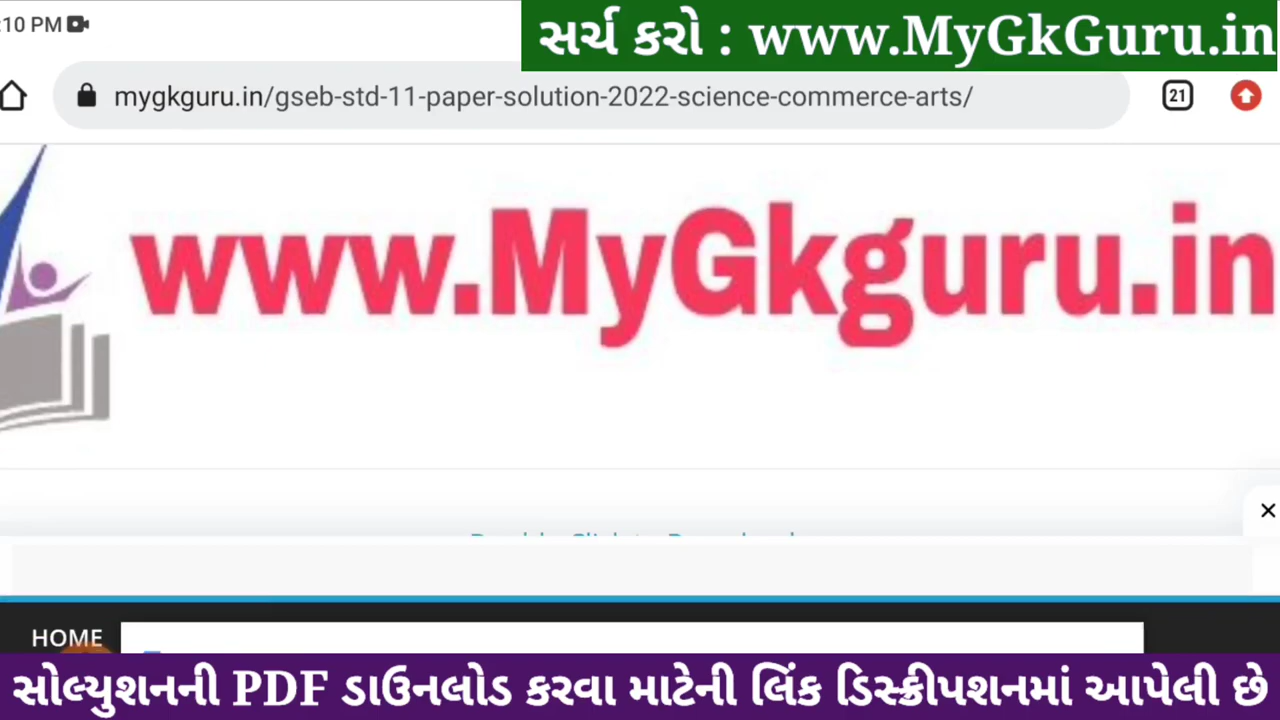 :10 PM
સર્ચ કરો : www.MyGkGuru.in
mygkguru.in/gseb-std-11-paper-solution-2022-science-commerce-arts/
21
www.MyGkguru.in
HOME
સોલ્યુશનની PDF ડાઉનલોડ કરવા માટેની લિંક ડિસ્ક્રીપશનમાં આપેલી છે